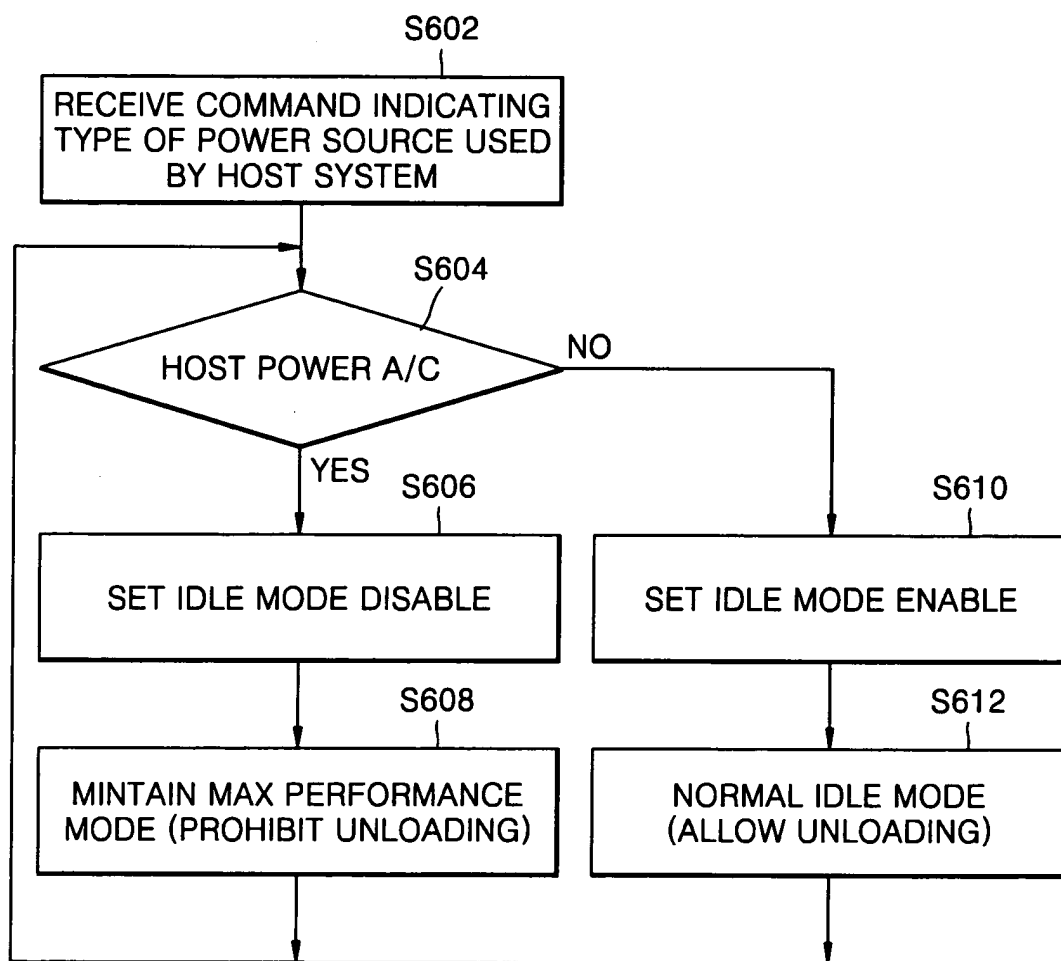 S602
RECEIVE COMMAND INDICATING
TYPE OF POWER SOURCE USED
BY HOST SYSTEM
S604
HOST POWER A/C
NO
YES
S606
SET IDLE MODE DISABLE
S610
SET IDLE MODE ENABLE
S608
MINTAIN MAX PERFORMANCE
MODE (PROHIBIT UNLOADING)
S612
NORMAL IDLE MODE
(ALLOW UNLOADING)